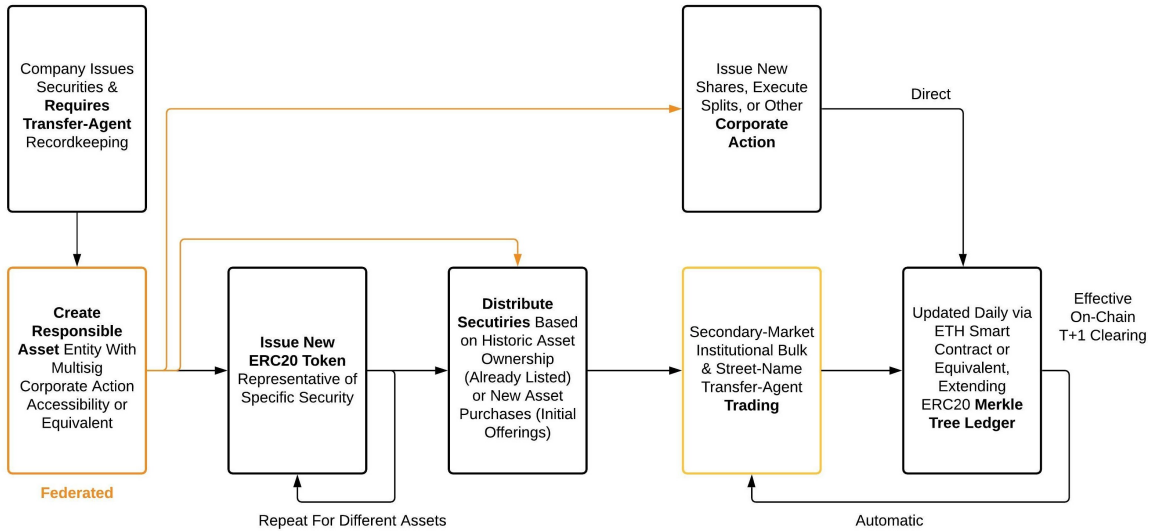 Company Issues
Securities &
Requires
Transfer-Agent
Recordkeeping
Issue New
Shares, Execute
Splits, or Other
Corporate
Action
Direct
Create
Responsible
Asset Entity With
Multisig
Corporate Action
Accessibility or
Equivalent
Federated
Issue New
ERC20 Token
Representative of
Specific Security
Repeat For Different Assets
Distribute
Secutiries Based
on Historic Asset
Ownership
(Already Listed)
or New Asset
Purchases (Initial
Offerings)
Secondary-Market
Institutional Bulk
& Street-Name
Transfer-Agent
Trading
Updated Daily via
ETH Smart
Contract or
Equivalent,
Extending
ERC20 Merkle
Tree Ledger
Effective
On-Chain
T+1 Clearing
Automatic